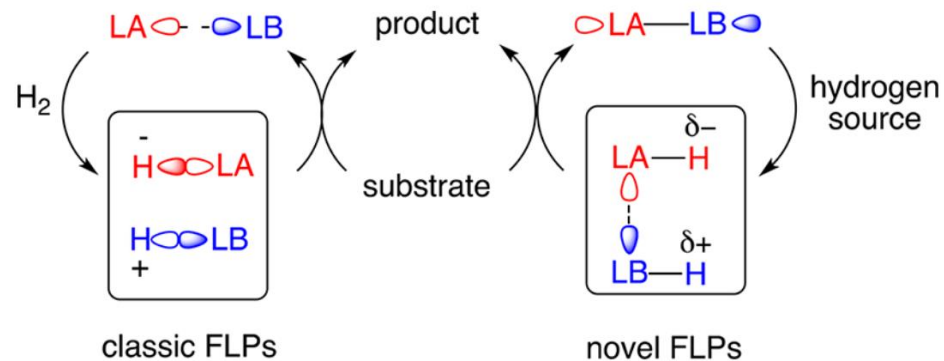 LA LB
product
LA LB
H2
hydrogen
source
-
H LA
H LB
+
substrate
δ−
LA H
δ+
LB H
classic FLPs
novel FLPs